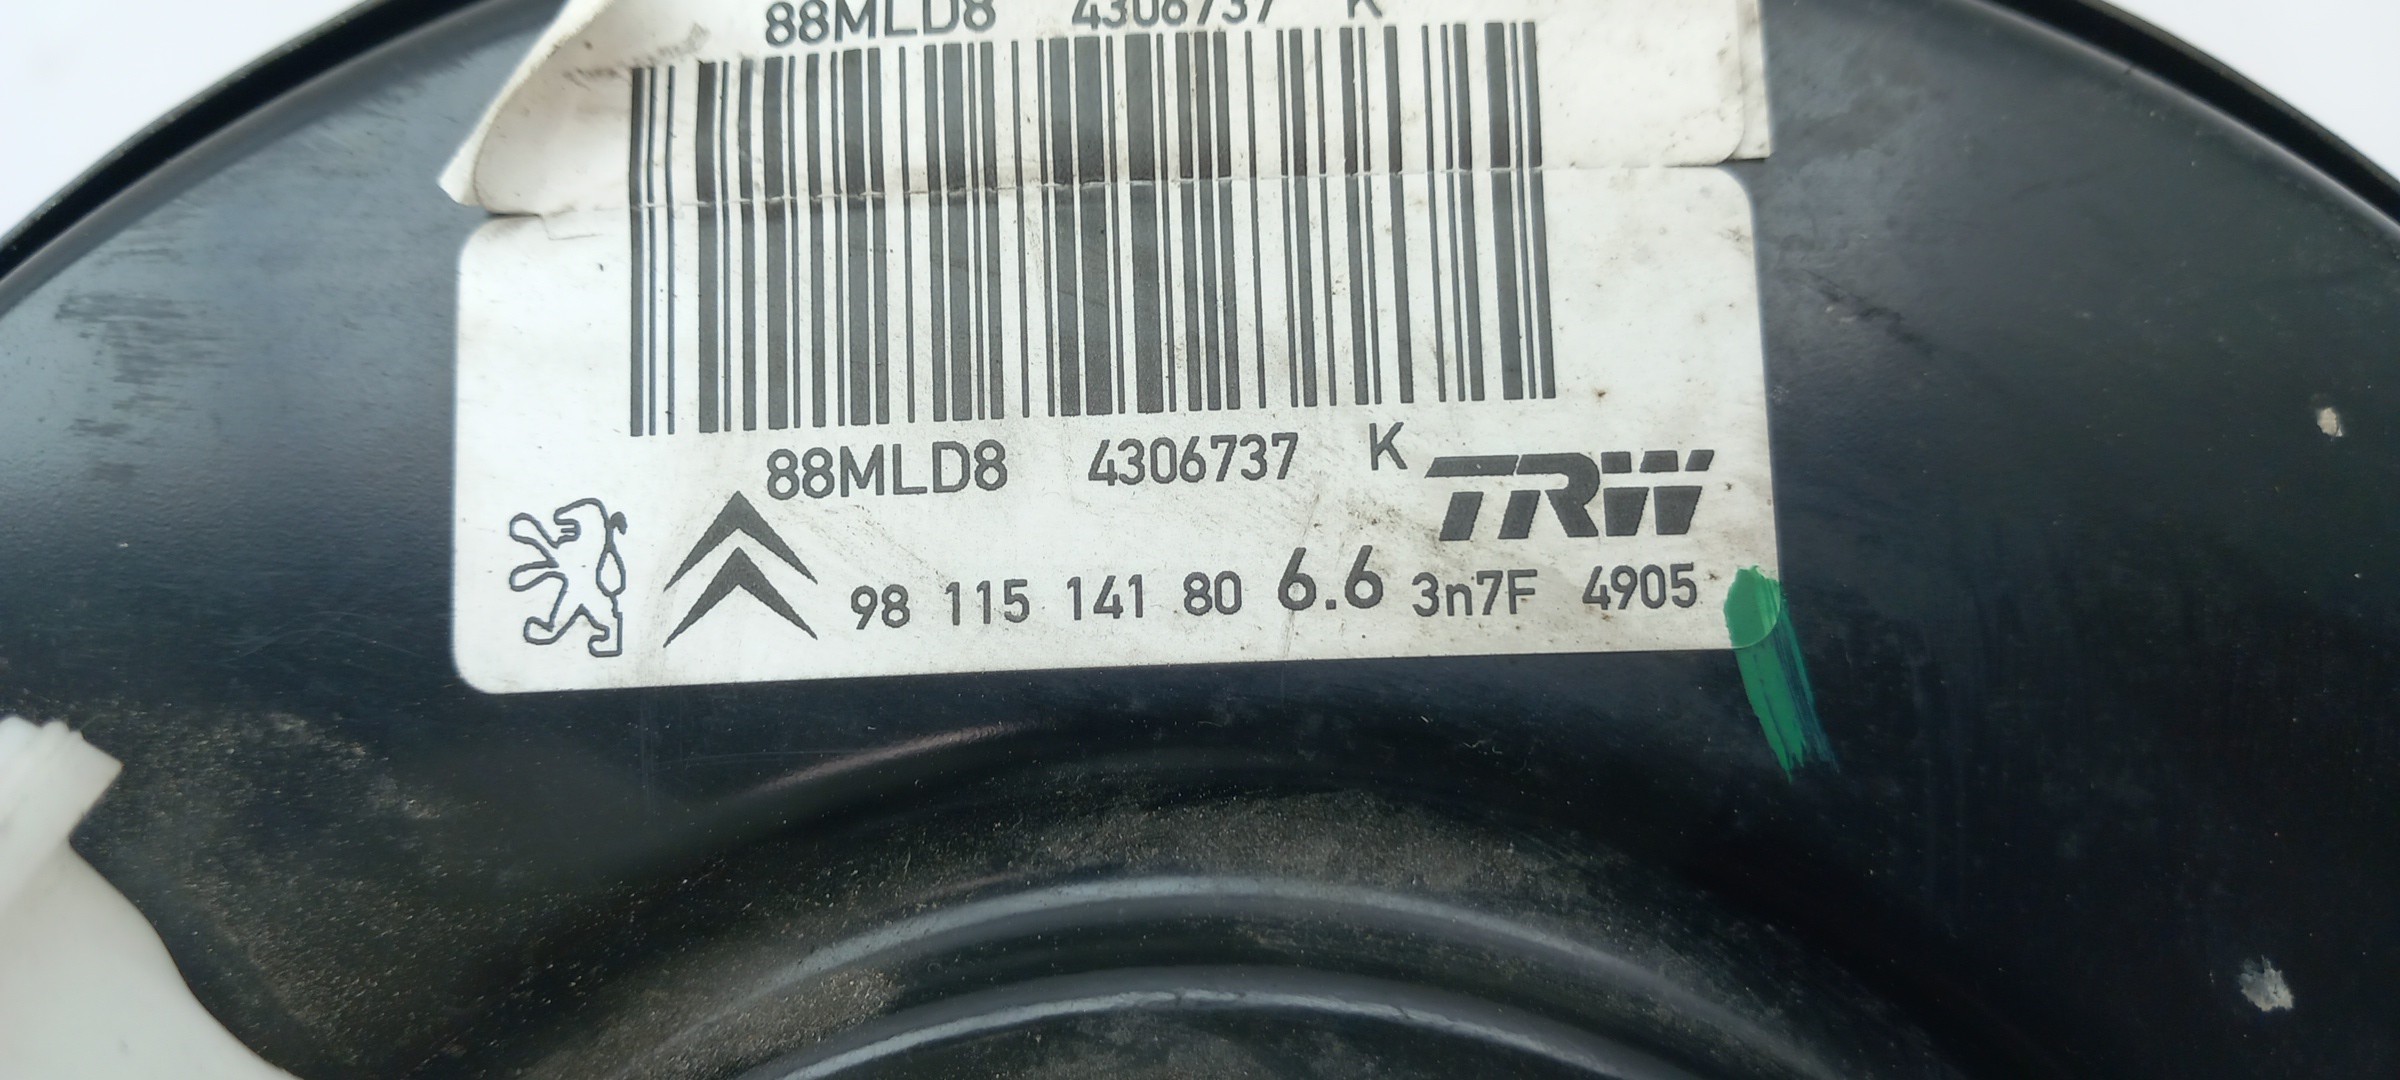 88MLD8 4306737 K
88MLD8 4306737 K
TRW
98 115 141 80 6.6 3n7F 4905